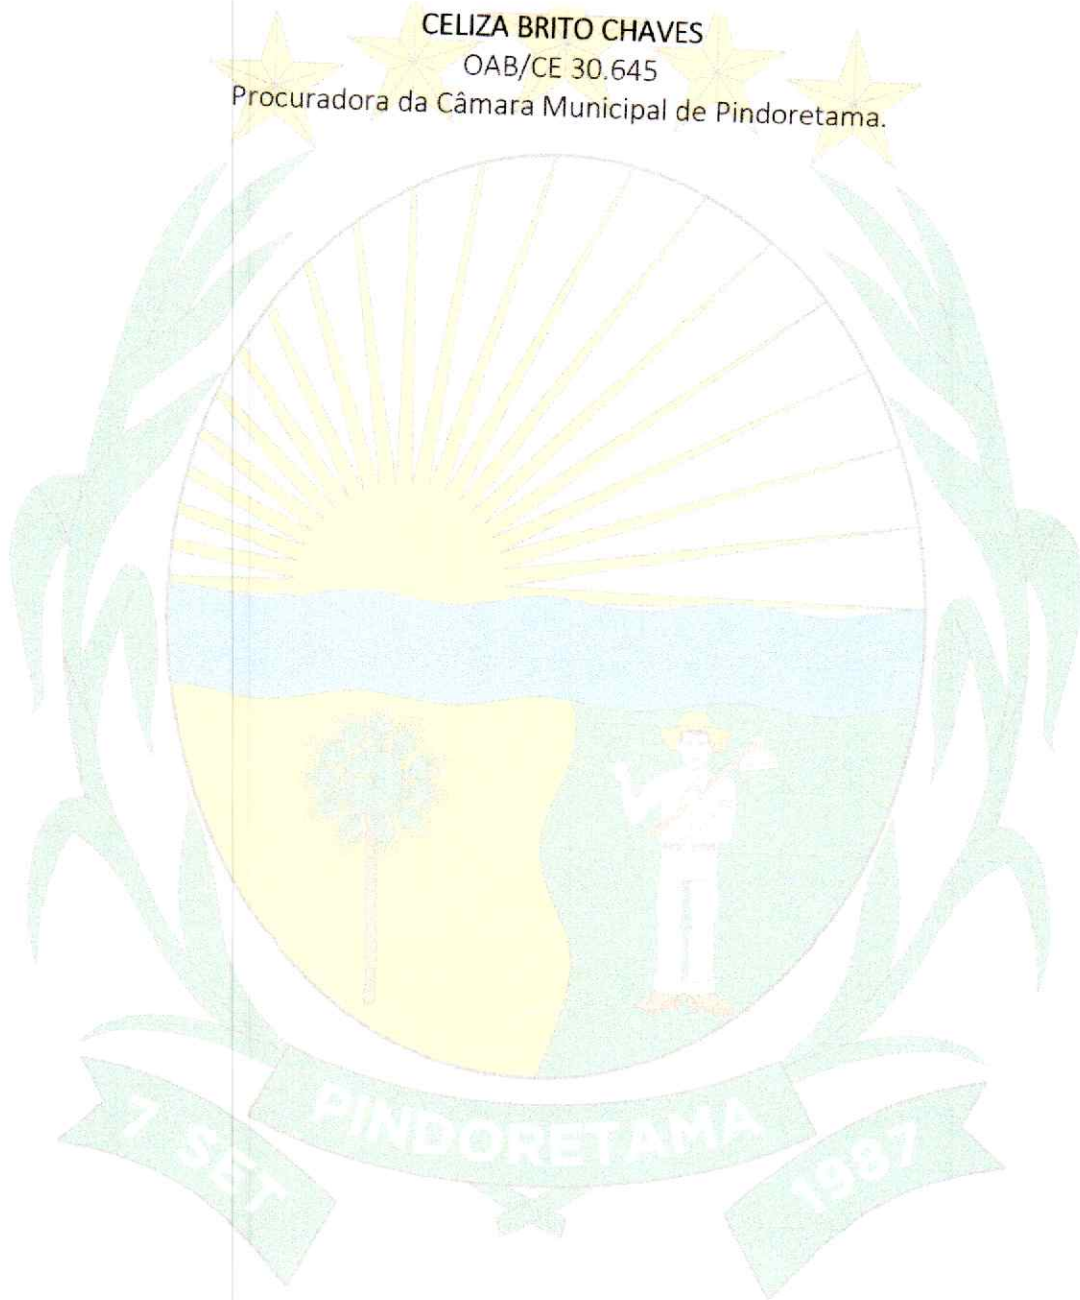 CELIZA BRITO CHAVES
OAB/CE 30.645
Procuradora da Câmara Municipal de Pindoretama.
7 SET
PINDORETAMA
1987